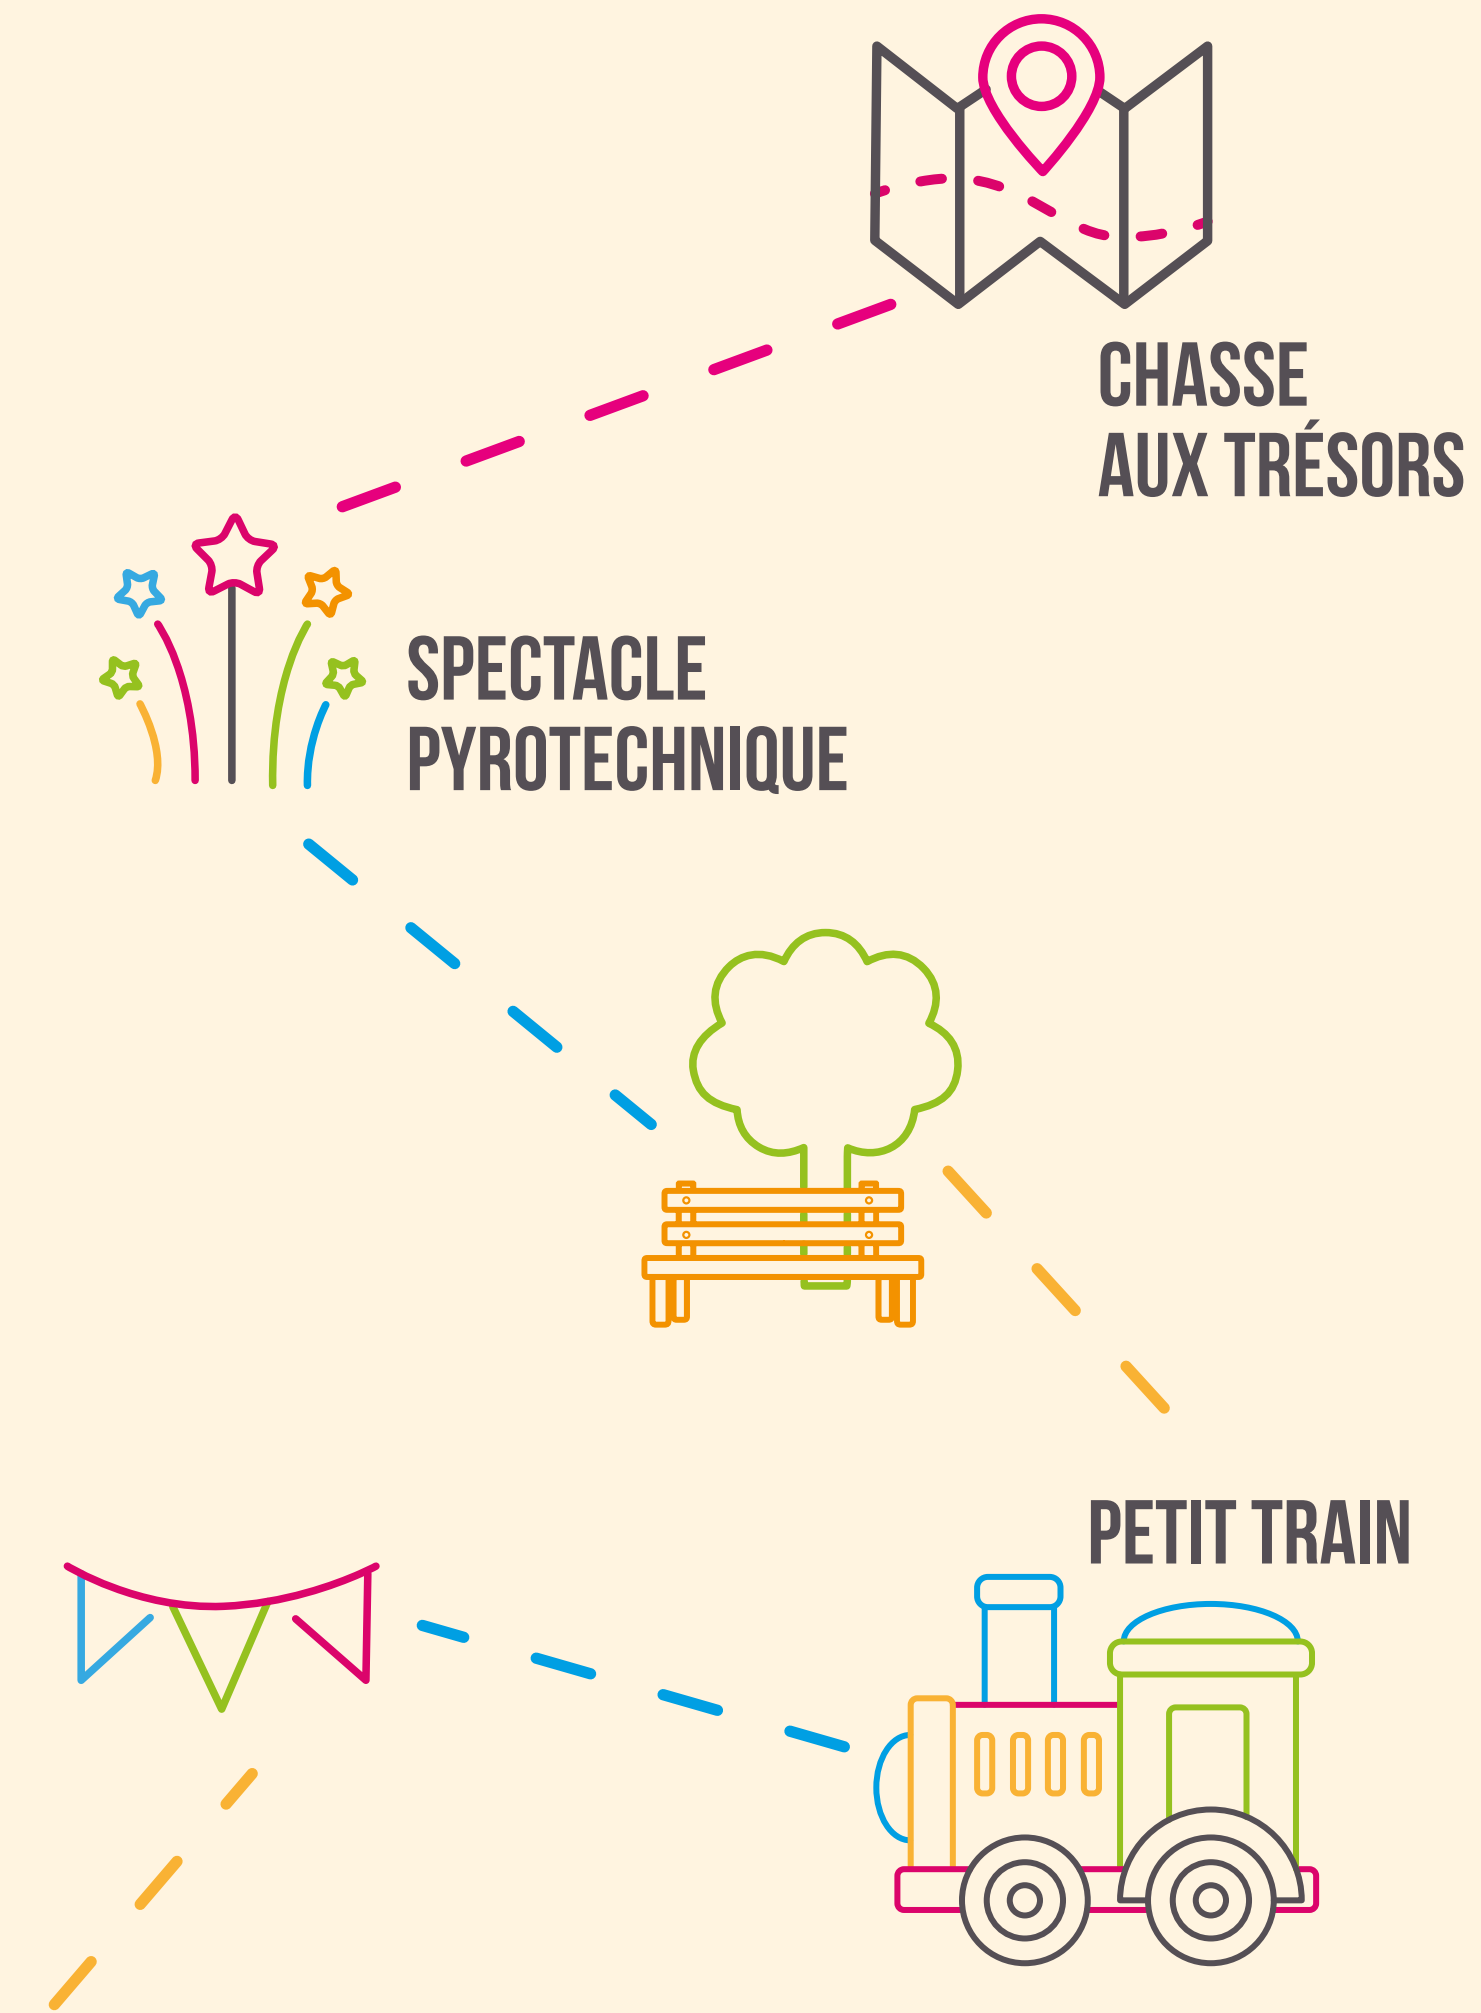 CHASSE
AUX TRÉSORS
SPECTACLE
PYROTECHNIQUE
PETIT TRAIN